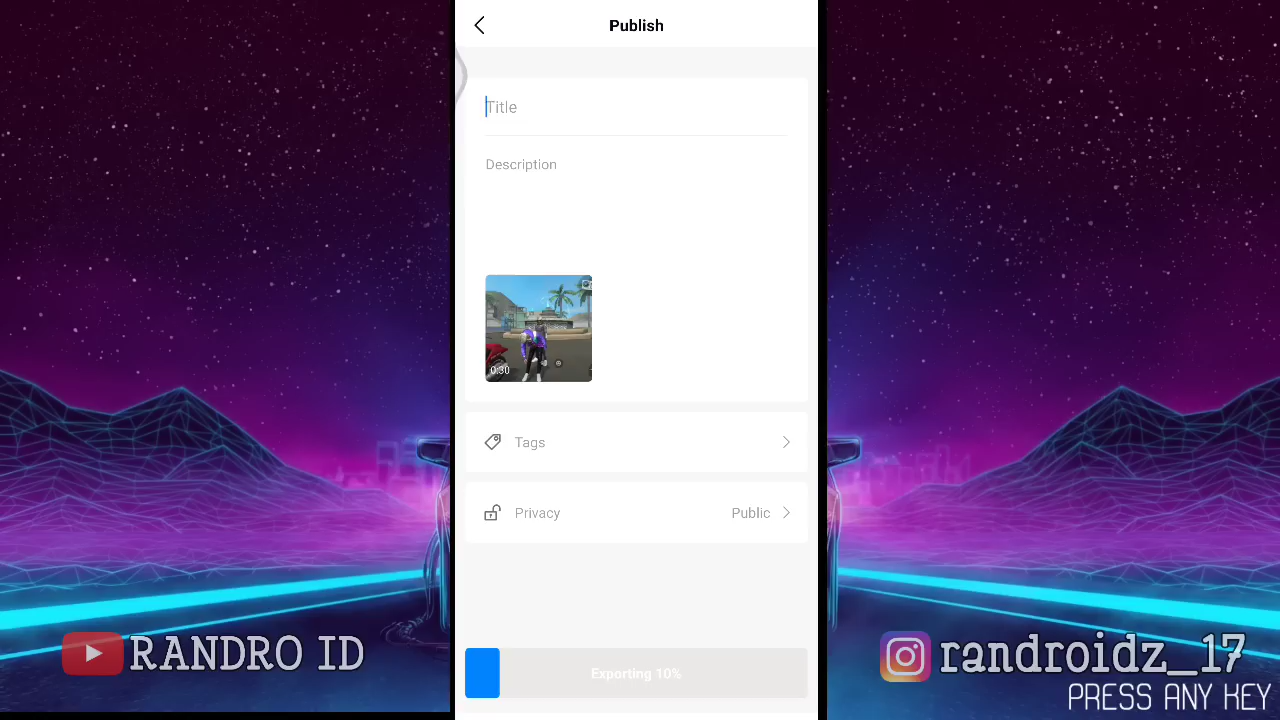 Publish
Title
Description
0:30
Tags
Privacy
Public
Exporting 10%
RANDRO ID
randroidz_17
PRESS ANY KEY